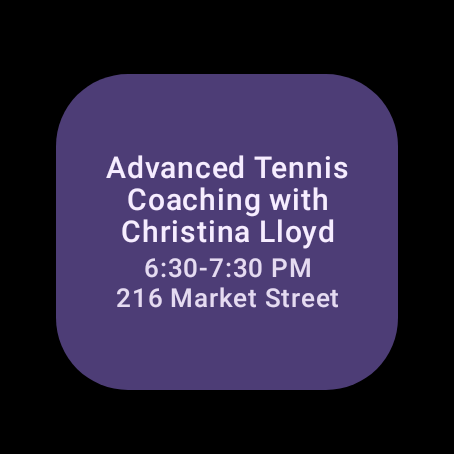 Advanced Tennis
Coaching with
Christina Lloyd
6:30-7:30 PM
216 Market Street